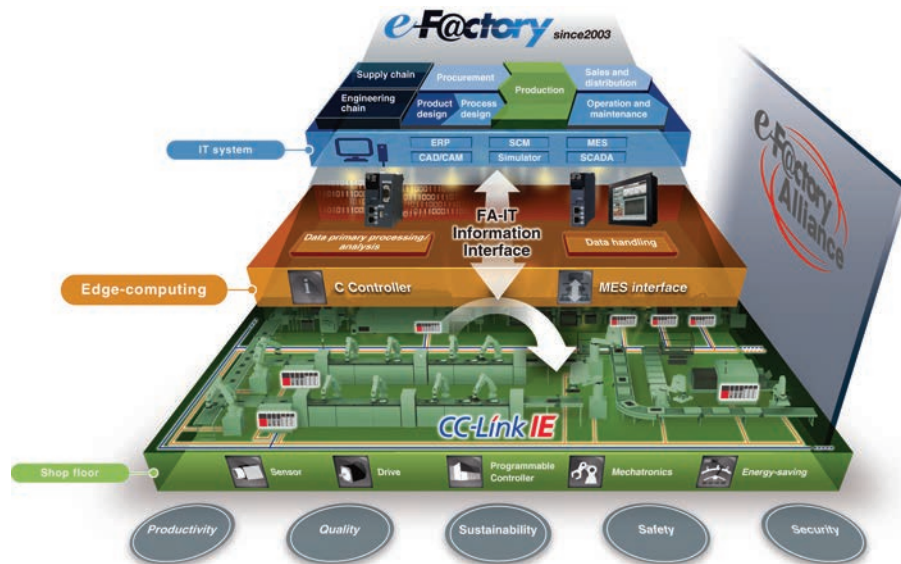 e-F@ctory since2003
Supply chain
Procurement
Production
Sales and
distribution
Engineering
chain
Product
design
Process
design
Operation and
maintenance
IT system
ERP
SCM
MES
CAD/CAM
Simulator
SCADA
e-F@ctory
Alliance
FA-IT
Information
Interface
Data primary processing/
analysis
Data handling
Edge-computing
C Controller
MES interface
CC-Link IE
Shop floor
Sensor
Drive
Programmable
Controller
Mechatronics
Energy-saving
Productivity
Quality
Sustainability
Safety
Security